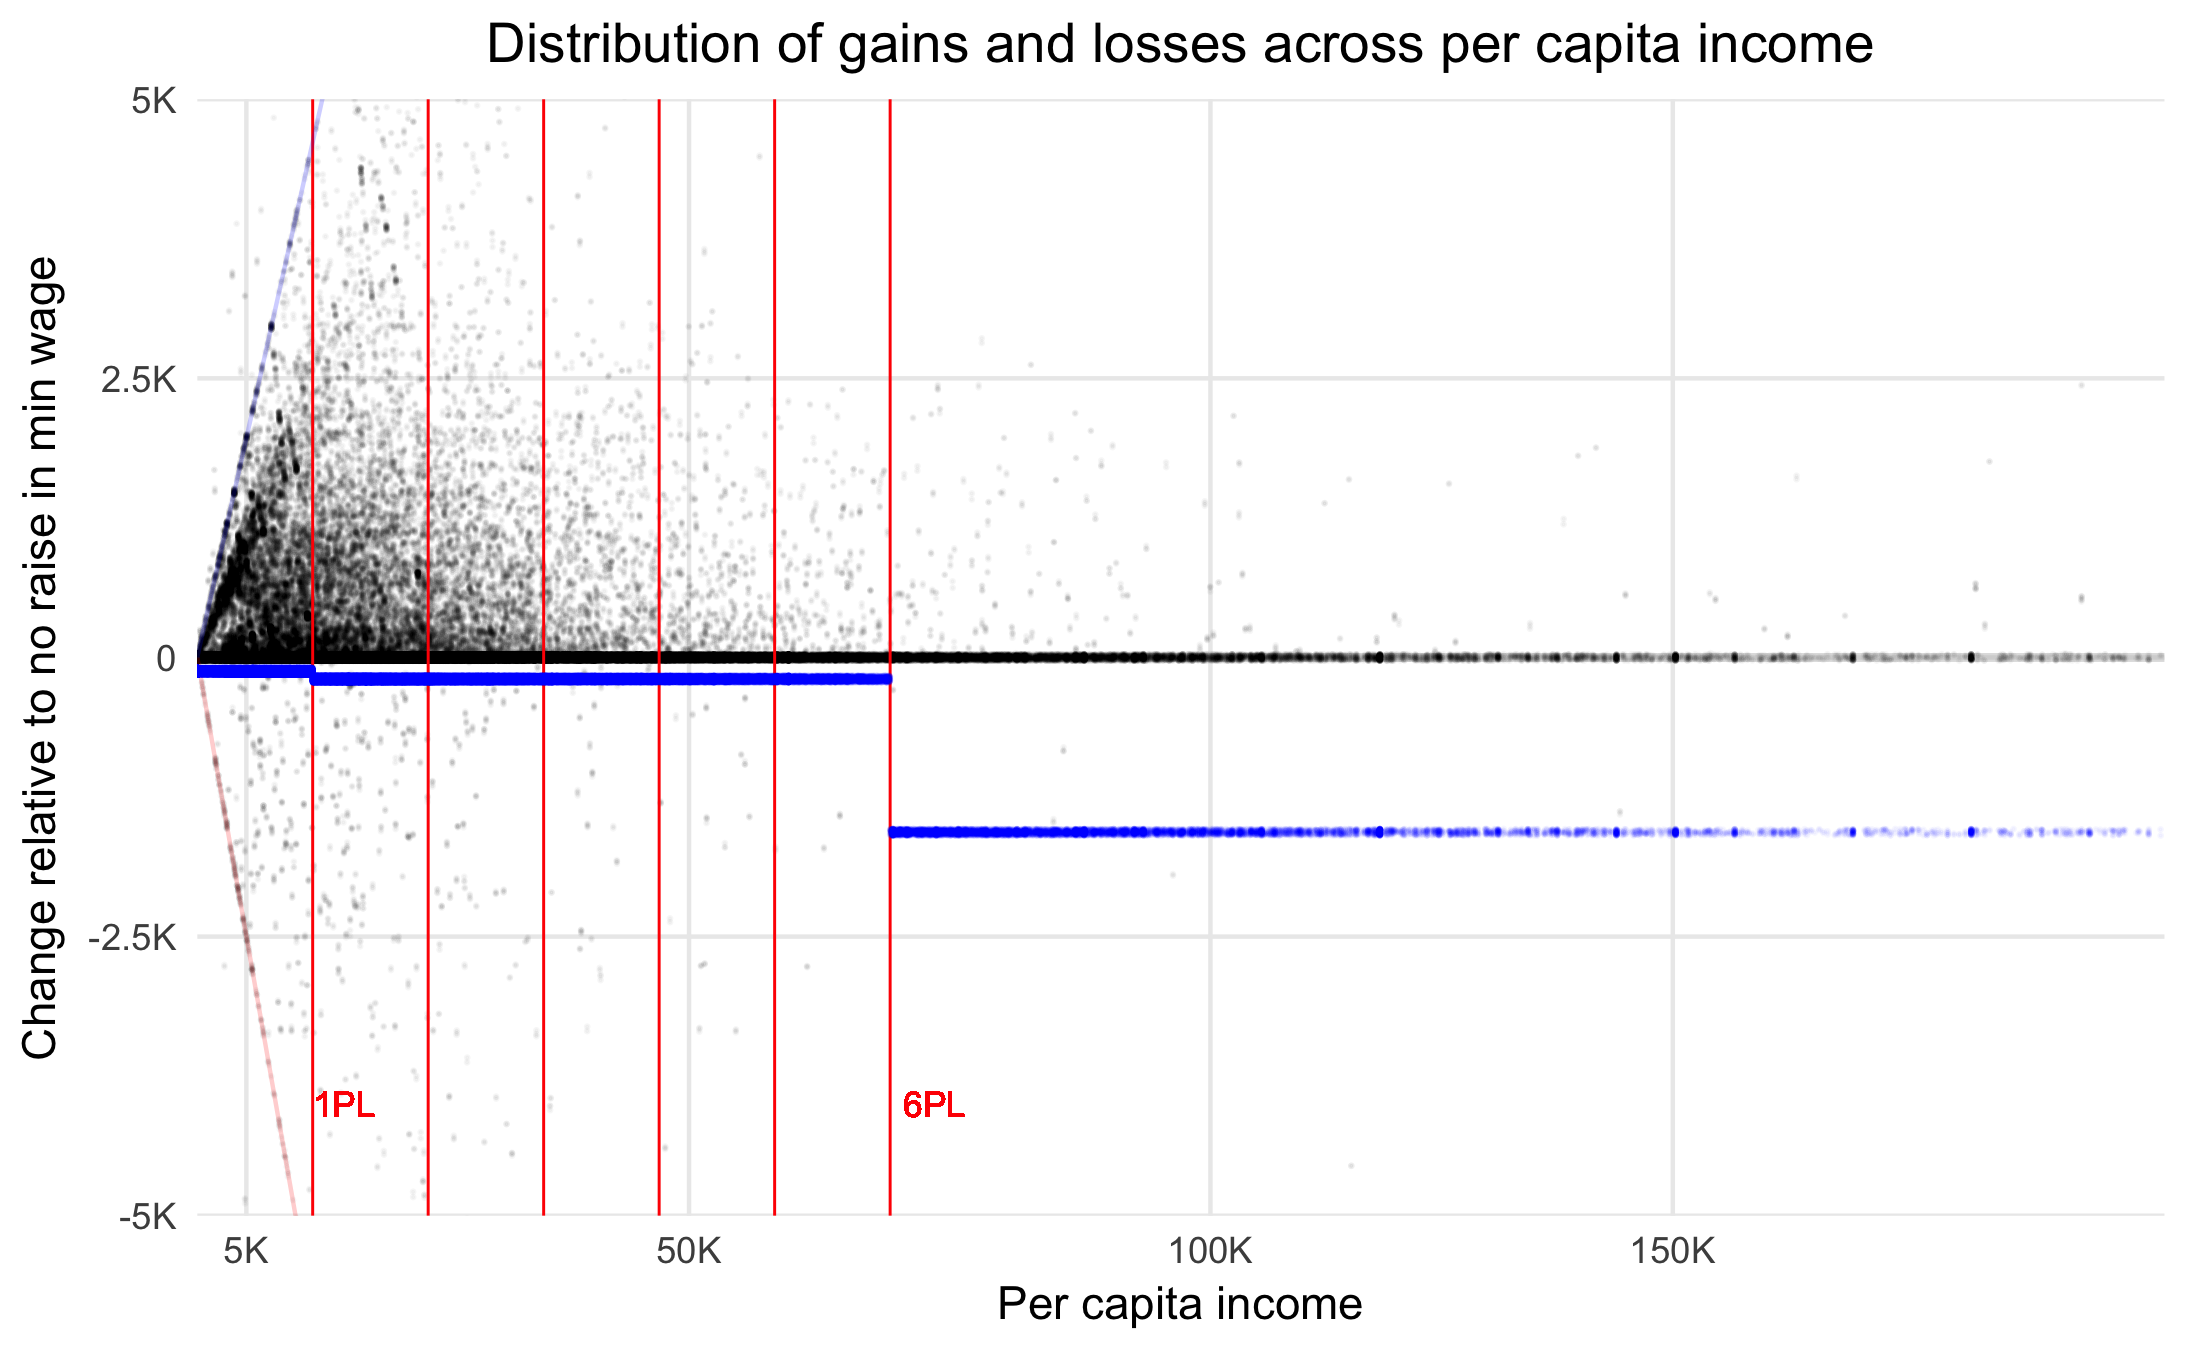 Distribution of gains and losses across per capita income
Change relative to no raise in min wage
5K
2.5K
0
-2.5K
-5K
1PL
6PL
5K
50K
100K
150K
Per capita income